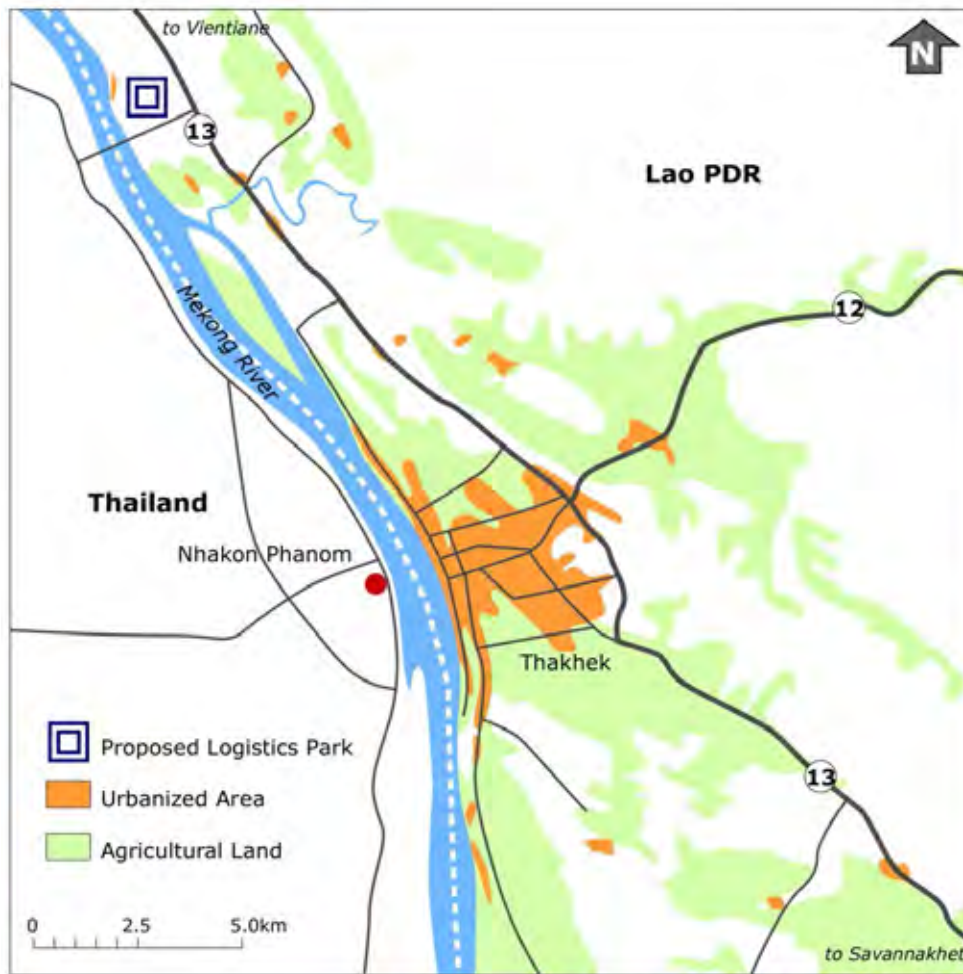 to Vientiane
N
13
Lao PDR
12
Mekong River
Thailand
Nhakon Phanom
Thakhek
Proposed Logistics Park
13
Urbanized Area
Agricultural Land
0 2.5 5.0km
to Savannakhet